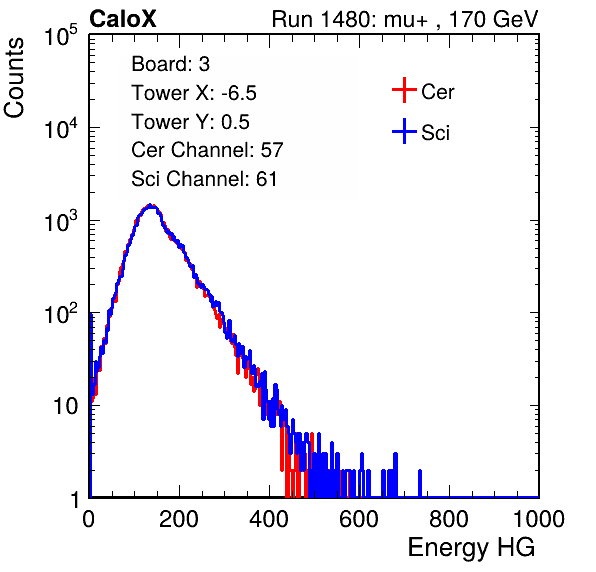 CaloX Run 1480: mu+ , 170 GeV
Counts
Board: 3
Tower X: -6.5
Tower Y: 0.5
Cer Channel: 57
Sci Channel: 61
Cer
Sci
10^5
10^4
10^3
10^2
10
1
0 200 400 600 800 1000
Energy HG